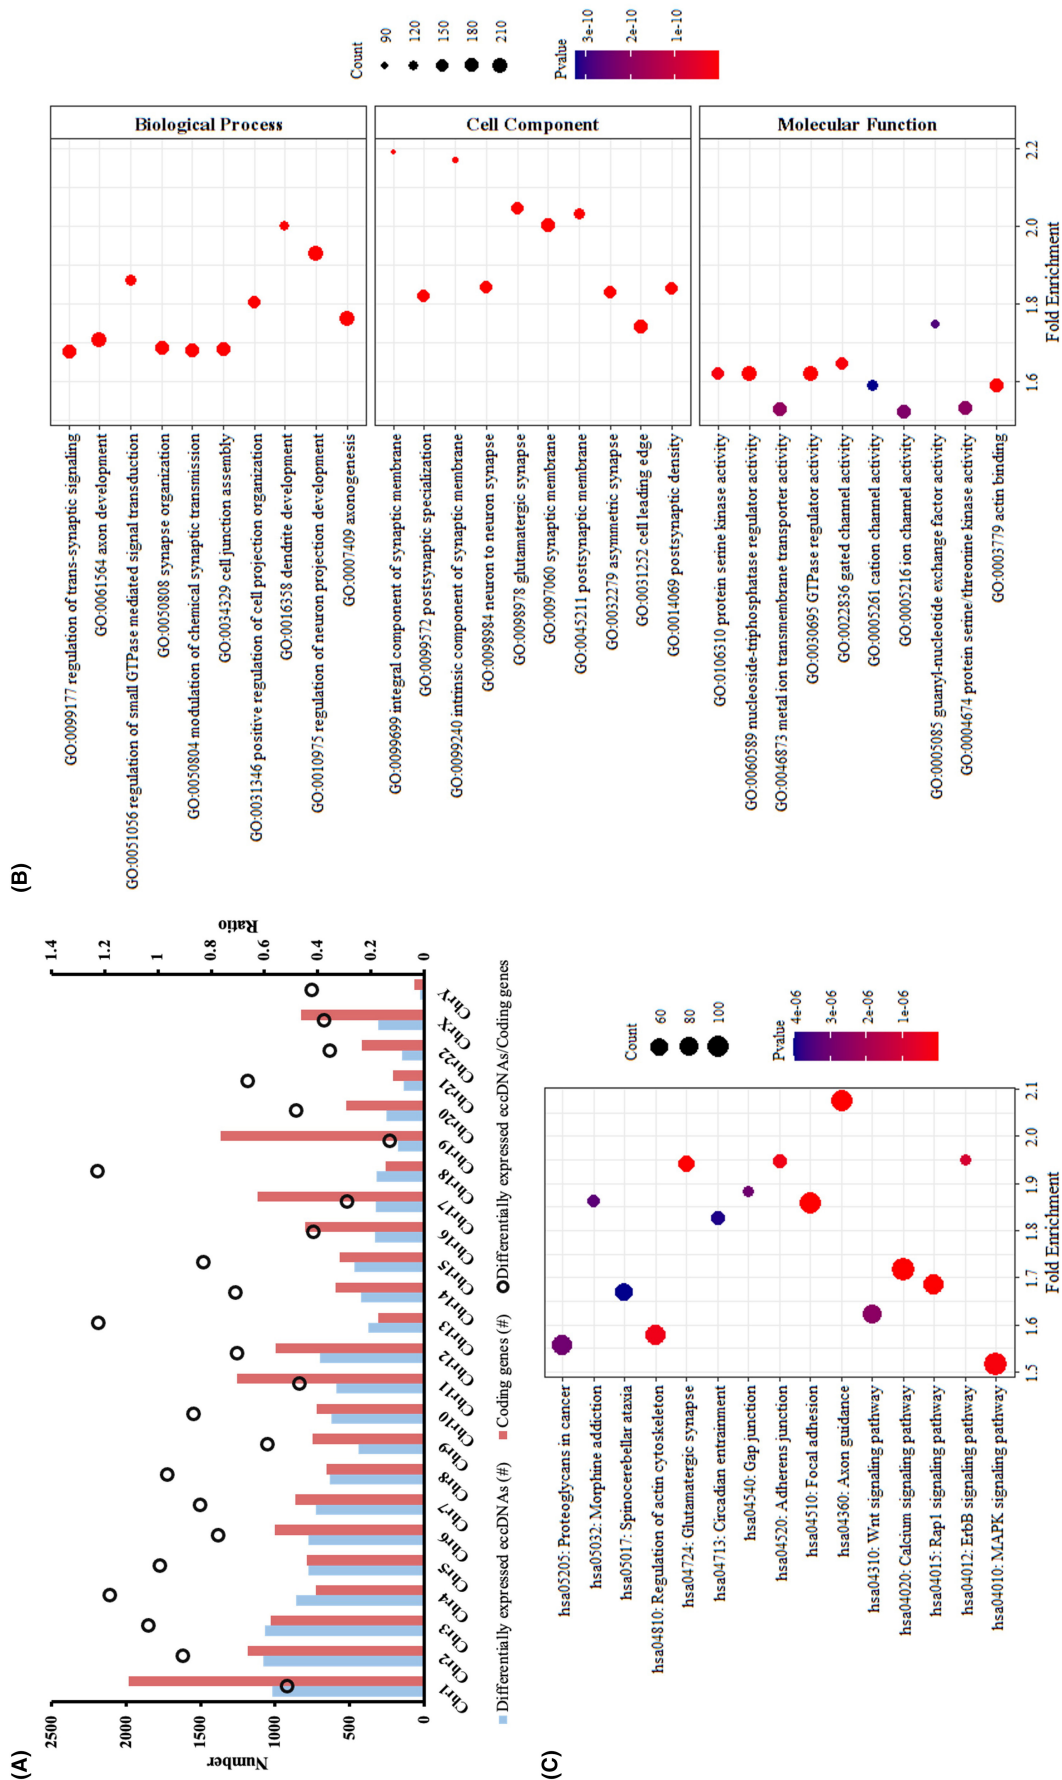 (A)
2500
2000
1500
1000
500
0
Number
1.4
1.2
1
0.8
0.6
0.4
0.2
0
Ratio
Chr1
Chr2
Chr3
Chr4
Chr5
Chr6
Chr7
Chr8
Chr9
Chr10
Chr11
Chr12
Chr13
Chr14
Chr15
Chr16
Chr17
Chr18
Chr19
Chr20
Chr21
Chr22
ChrX
ChrY
Differentially expressed eccDNAs (#) Coding genes (#) Differentially expressed eccDNAs/Coding genes
(B)
GO:0099177 regulation of trans-synaptic signaling
GO:0061564 axon development
GO:0051056 regulation of small GTPase mediated signal transduction
GO:0050808 synapse organization
GO:0050804 modulation of chemical synaptic transmission
GO:0034329 cell junction assembly
GO:0031346 positive regulation of cell projection organization
GO:0016358 dendrite development
GO:0010975 regulation of neuron projection development
GO:0007409 axonogenesis
Biological Process
GO:0099699 integral component of synaptic membrane
GO:0099572 postsynaptic specialization
GO:0099240 intrinsic component of synaptic membrane
GO:0098984 neuron to neuron synapse
GO:0098978 glutamatergic synapse
GO:0097060 synaptic membrane
GO:0045211 postsynaptic membrane
GO:0032279 asymmetric synapse
GO:0031252 cell leading edge
GO:0014069 postsynaptic density
Cell Component
GO:0106310 protein serine kinase activity
GO:0060589 nucleoside-triphosphatase regulator activity
GO:0046873 metal ion transmembrane transporter activity
GO:0030695 GTPase regulator activity
GO:0022836 gated channel activity
GO:0005261 cation channel activity
GO:0005216 ion channel activity
GO:0005085 guanyl-nucleotide exchange factor activity
GO:0004674 protein serine/threonine kinase activity
GO:0003779 actin binding
Molecular Function
1.6
1.8
2.0
2.2
Fold Enrichment
Count
90
120
150
180
210
Pvalue
3e-10
2e-10
1e-10
(C)
hsa05205: Proteoglycans in cancer
hsa05032: Morphine addiction
hsa05017: Spinocerebellar ataxia
hsa04810: Regulation of actin cytoskeleton
hsa04724: Glutamatergic synapse
hsa04713: Circadian entrainment
hsa04540: Gap junction
hsa04520: Adherens junction
hsa04510: Focal adhesion
hsa04360: Axon guidance
hsa04310: Wnt signaling pathway
hsa04020: Calcium signaling pathway
hsa04015: Rap1 signaling pathway
hsa04012: ErbB signaling pathway
hsa04010: MAPK signaling pathway
1.5
1.6
1.7
1.8
1.9
2.0
2.1
Fold Enrichment
Count
60
80
100
Pvalue
4e-06
3e-06
2e-06
1e-06